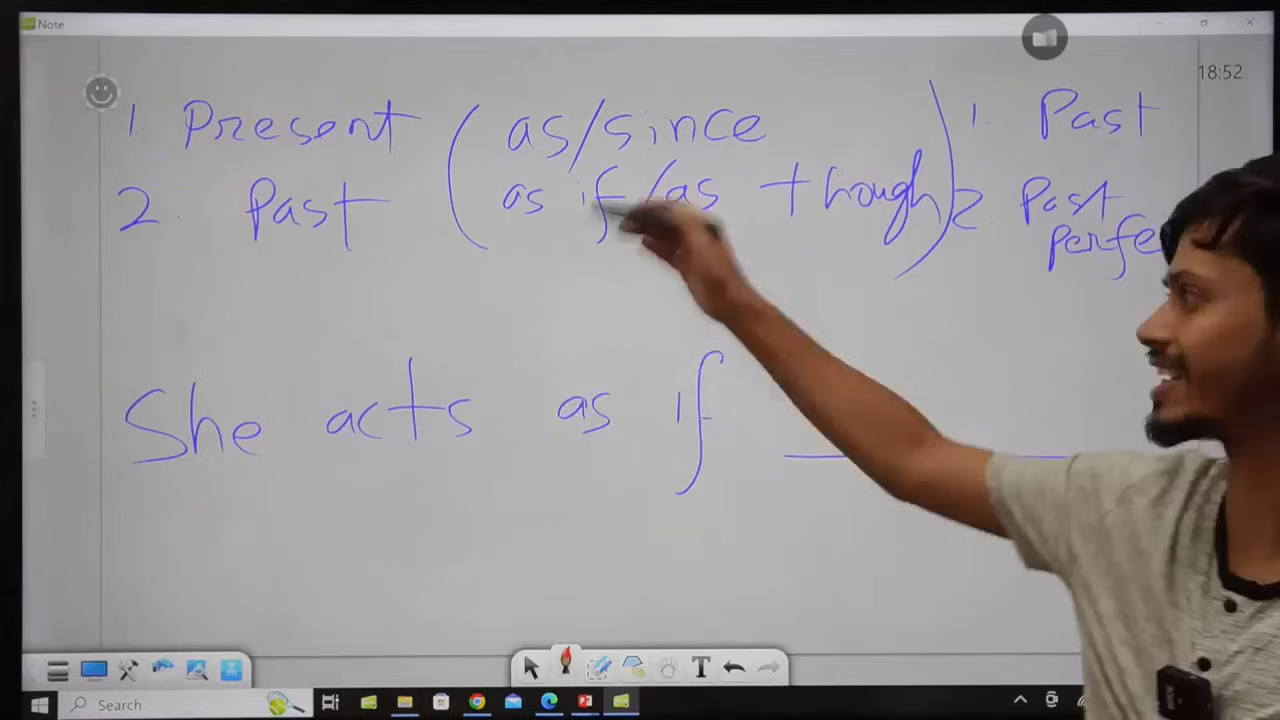 Note
18:52
1. Present ( as/since ) 1. Past
2. Past as if/as though 2. Past
perfe
She acts as if
Search